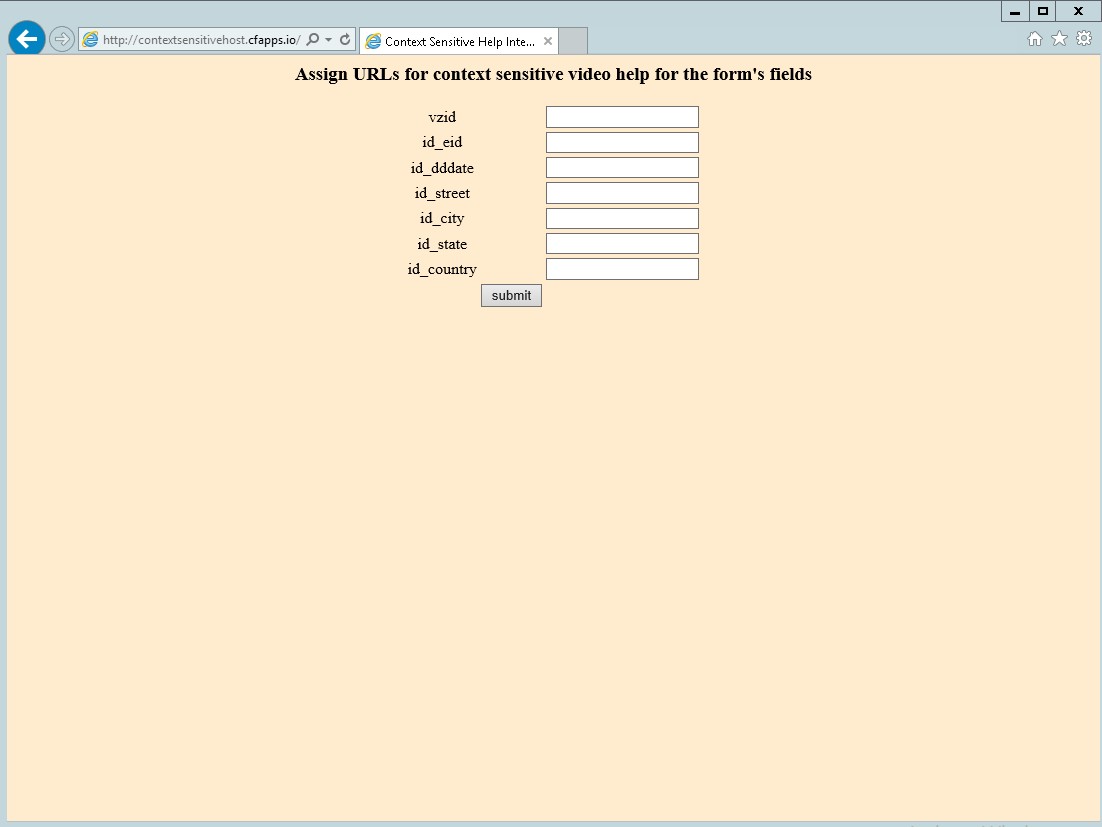 http://contextsensitivehost.cfapps.io/
Context Sensitive Help Inte...
Assign URLs for context sensitive video help for the form's fields
vzid
id_eid
id_dddate
id_street
id_city
id_state
id_country
submit